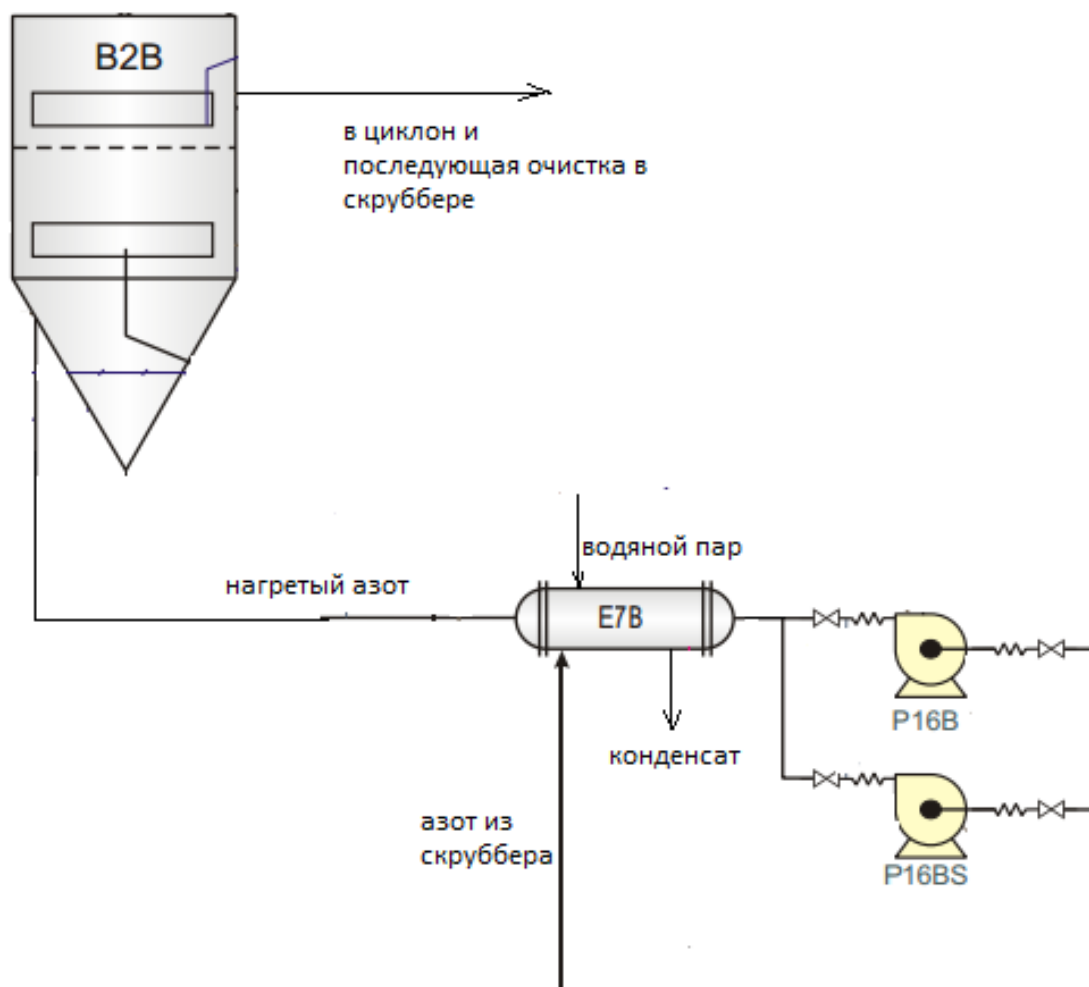 B2B
в циклон и
последующая очистка в
скруббере
водяной пар
нагретый азот
E7B
P16B
конденсат
азот из
скруббера
P16BS